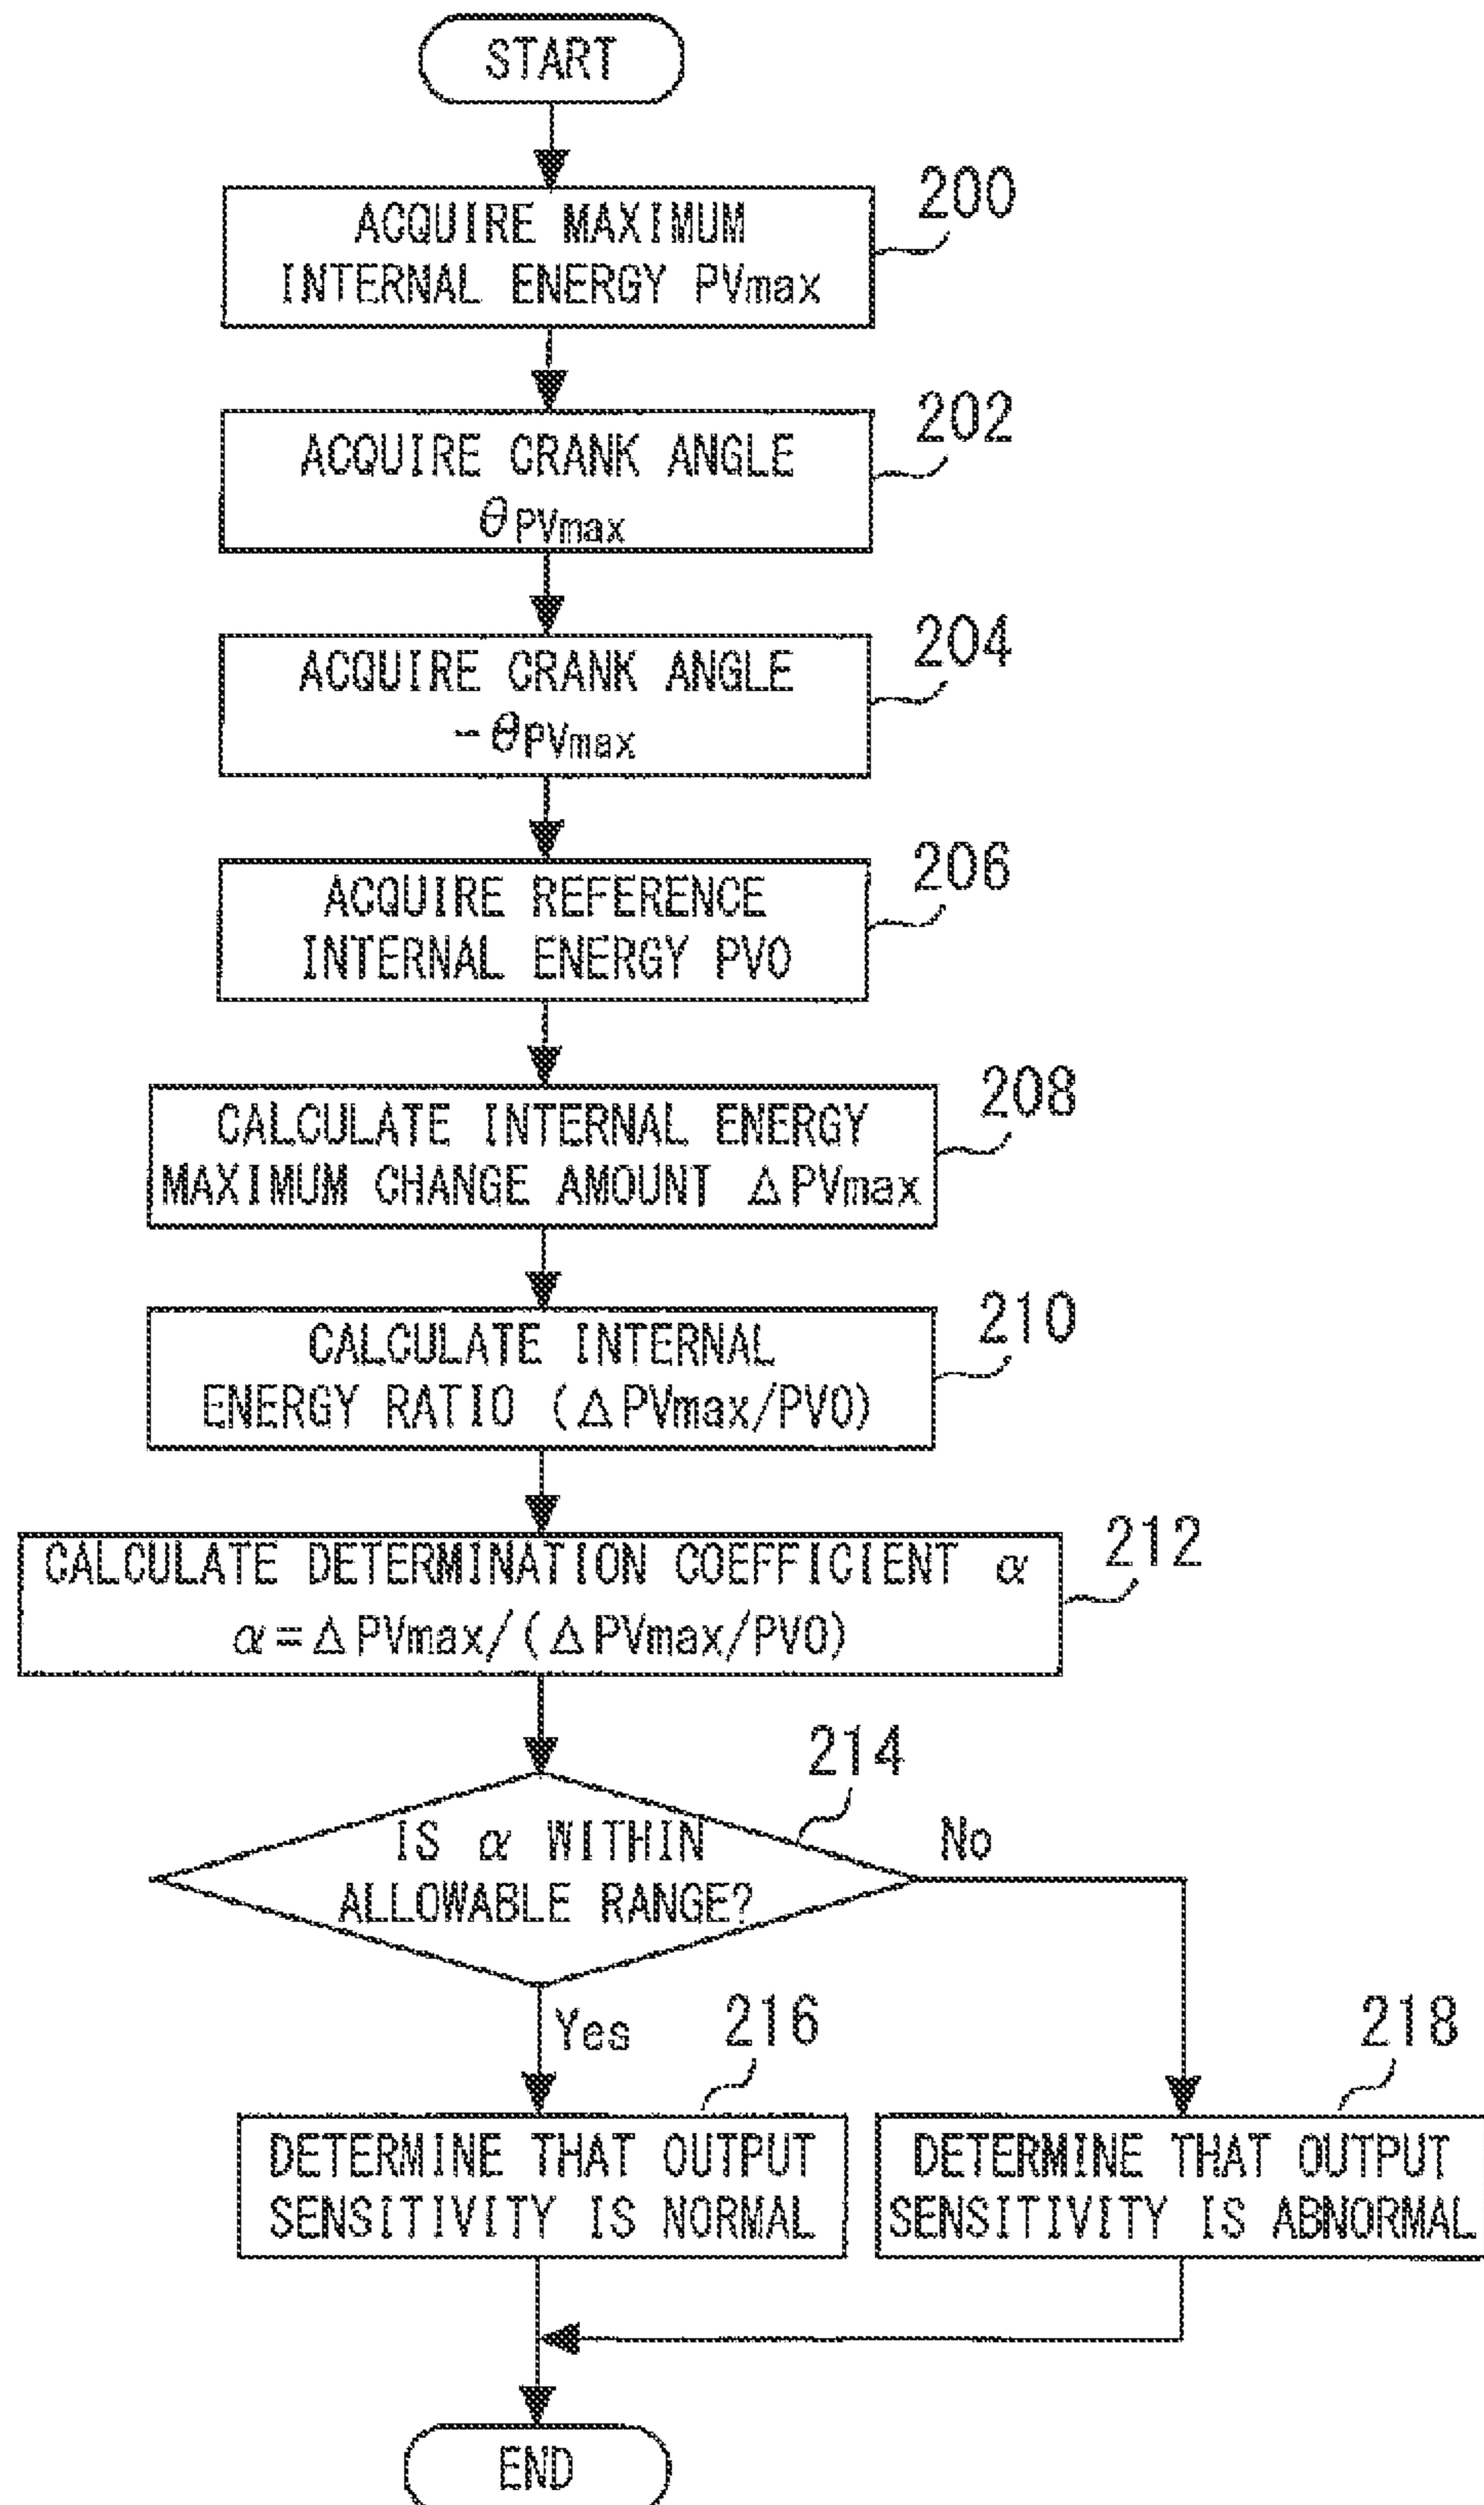 START
200
ACQUIRE MAXIMUM
INTERNAL ENERGY PVmax
202
ACQUIRE CRANK ANGLE
θPVmax
204
ACQUIRE CRANK ANGLE
-θPVmax
206
ACQUIRE REFERENCE
INTERNAL ENERGY PV0
208
CALCULATE INTERNAL ENERGY
MAXIMUM CHANGE AMOUNT ΔPVmax
210
CALCULATE INTERNAL
ENERGY RATIO (ΔPVmax/PV0)
212
CALCULATE DETERMINATION COEFFICIENT α
α=ΔPVmax/(ΔPVmax/PV0)
214
IS α WITHIN
ALLOWABLE RANGE?
No
Yes
216
218
DETERMINE THAT OUTPUT
SENSITIVITY IS NORMAL
DETERMINE THAT OUTPUT
SENSITIVITY IS ABNORMAL
END